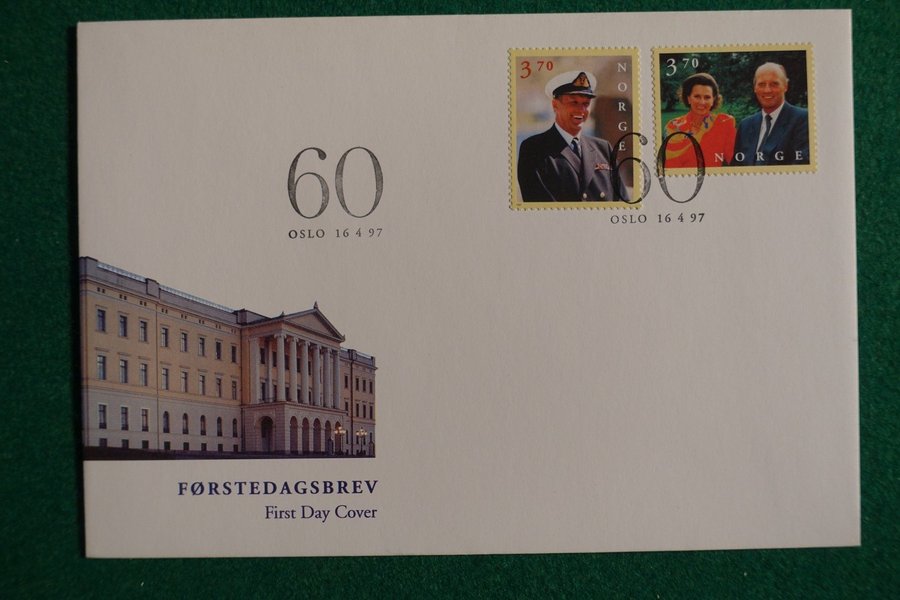 3 70
NORGE
3 70
NORGE
60
OSLO 16 4 97
60
OSLO 16 4 97
FØRSTEDAGSBREV
First Day Cover